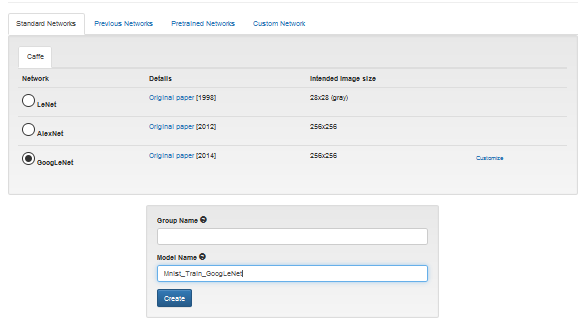 Standard Networks Previous Networks Pretrained Networks Custom Network
Caffe
Network Details Intended image size
LeNet Original paper [1998] 28x28 (gray)
AlexNet Original paper [2012] 256x256
GoogLeNet Original paper [2014] 256x256 Customize
Group Name
Model Name
Mnist_Train_GoogLeNet
Create